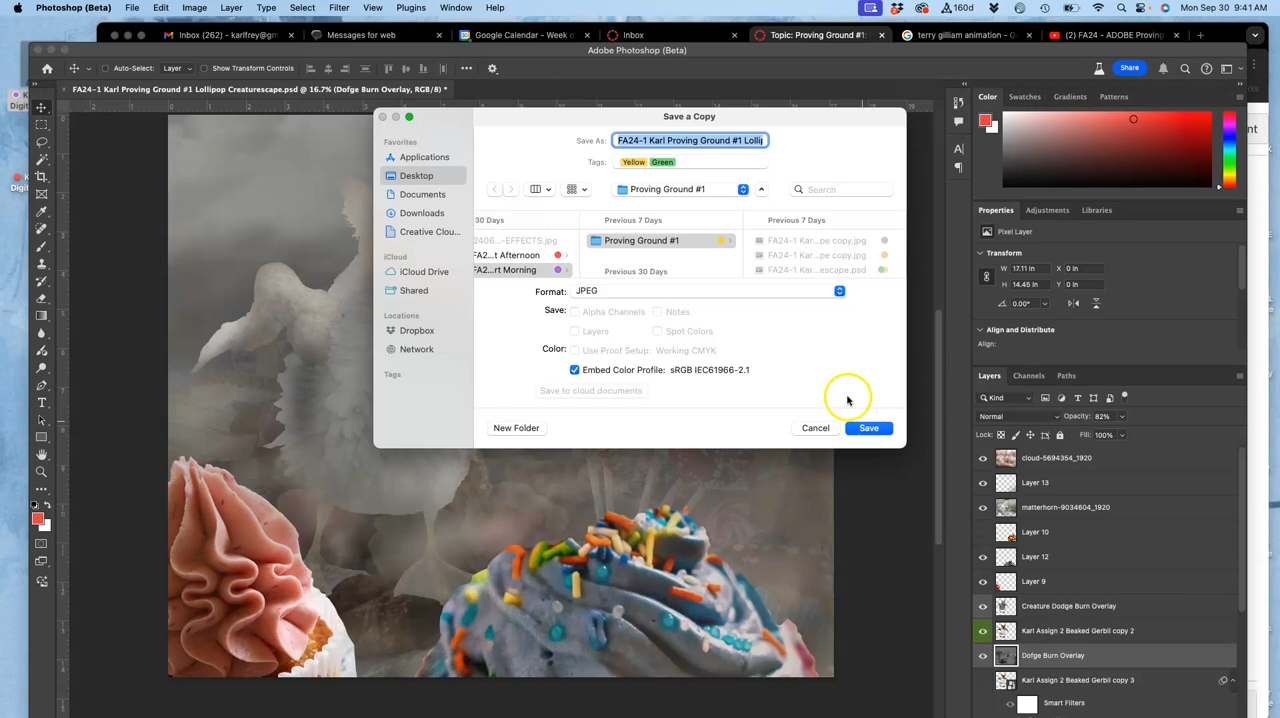 Photoshop (Beta) File Edit Image Layer Type Select Filter View Plugins Window Help 160d Mon Sep 30 9:41 AM
Inbox (262) - karlfrey@gm Messages for web Google Calendar - Week o Inbox Topic: Proving Ground #1: terry gilliam animation - G (2) FA24 - ADOBE Proving
Adobe Photoshop (Beta)
Auto-Select: Layer Show Transform Controls Share
FA24-1 Karl Proving Ground #1 Lollipop Creaturescape.psd @ 16.7% (Dofge Burn Overlay, RGB/8) *
Save a Copy
Save As: FA24-1 Karl Proving Ground #1 Lollip
Tags: Yellow Green
Favorites
Applications
Desktop
Documents
Downloads
Creative Clou...
iCloud
iCloud Drive
Shared
Locations
Dropbox
Network
Tags
Proving Ground #1 Search
30 Days Previous 7 Days Previous 7 Days
2406...-EFFECTS.jpg Proving Ground #1 FA24-1 Kar...pe copy.jpg
FA2...t Afternoon FA24-1 Kar...pe copy.jpg
FA2...rt Morning Previous 30 Days FA24-1 Kar...escape.psd
Format: JPEG
Save: Alpha Channels Notes
Layers Spot Colors
Color: Use Proof Setup: Working CMYK
Embed Color Profile: sRGB IEC61966-2.1
Save to cloud documents
New Folder Cancel Save
Color Swatches Gradients Patterns
Properties Adjustments Libraries
Pixel Layer
Transform
W 17.11 in X 0 in
H 14.45 in Y 0 in
0.00°
Align and Distribute
Align:
Layers Channels Paths
Kind
Normal Opacity: 82%
Lock: Fill: 100%
cloud-5694354_1920
Layer 13
matterhorn-9034604_1920
Layer 10
Layer 12
Layer 9
Creature Dodge Burn Overlay
Karl Assign 2 Beaked Gerbil copy 2
Dofge Burn Overlay
Karl Assign 2 Beaked Gerbil copy 3
Smart Filters